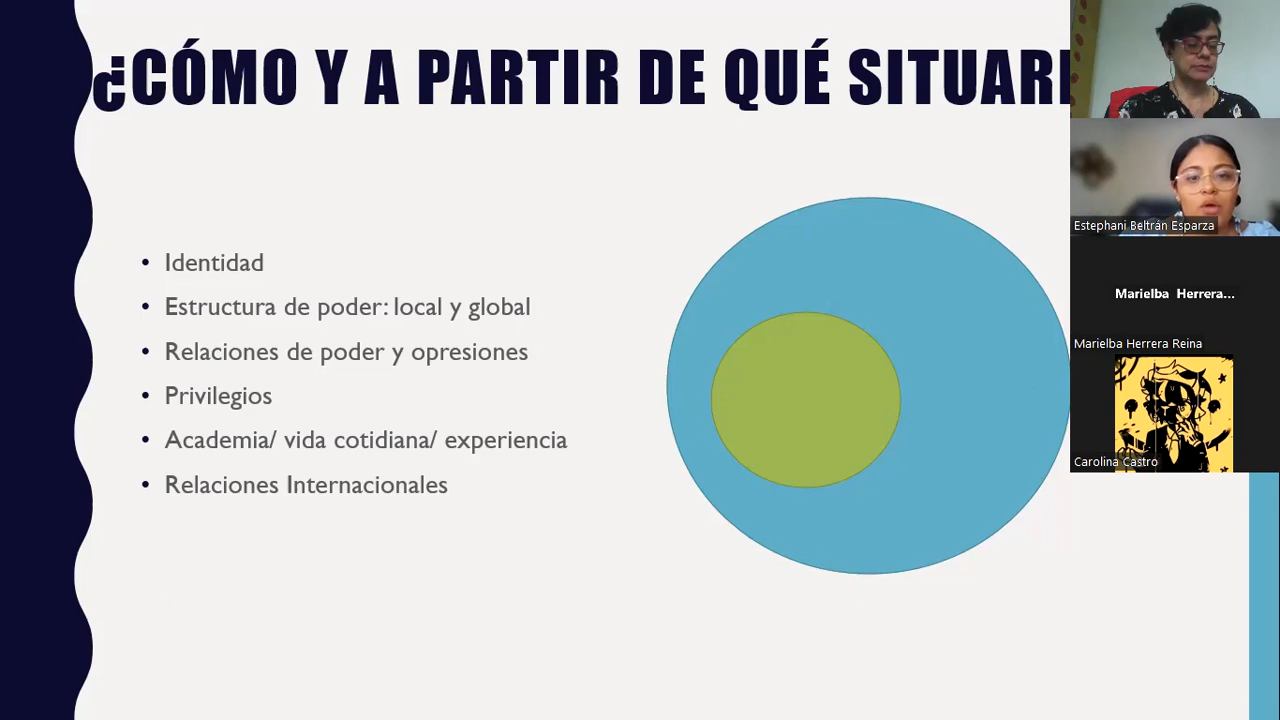 ¿CÓMO Y A PARTIR DE QUÉ SITUAR
• Identidad
• Estructura de poder: local y global
• Relaciones de poder y opresiones
• Privilegios
• Academia/ vida cotidiana/ experiencia
• Relaciones Internacionales
Estephani Beltrán Esparza
Marielba Herrera...
Marielba Herrera Reina
Carolina Castro